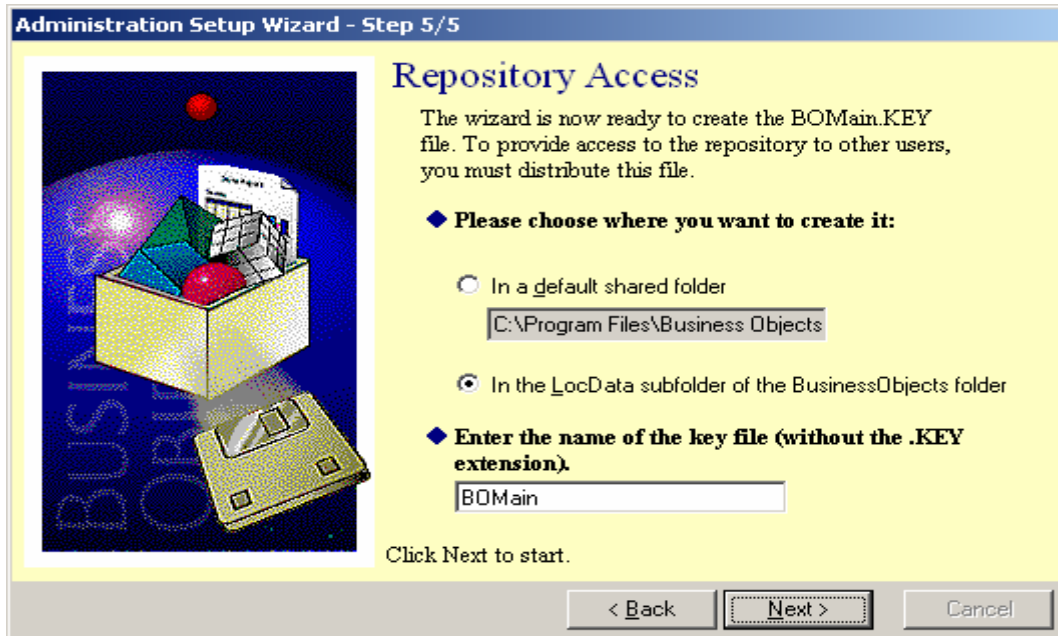 Administration Setup Wizard - Step 5/5
Repository Access
The wizard is now ready to create the BOMain.KEY
file. To provide access to the repository to other users,
you must distribute this file.
Please choose where you want to create it:
In a default shared folder
C:\Program Files\Business Objects
In the LocData subfolder of the BusinessObjects folder
Enter the name of the key file (without the .KEY
extension).
BOMain
Click Next to start.
< Back
Next >
Cancel
BUSINESS
OBJECTS